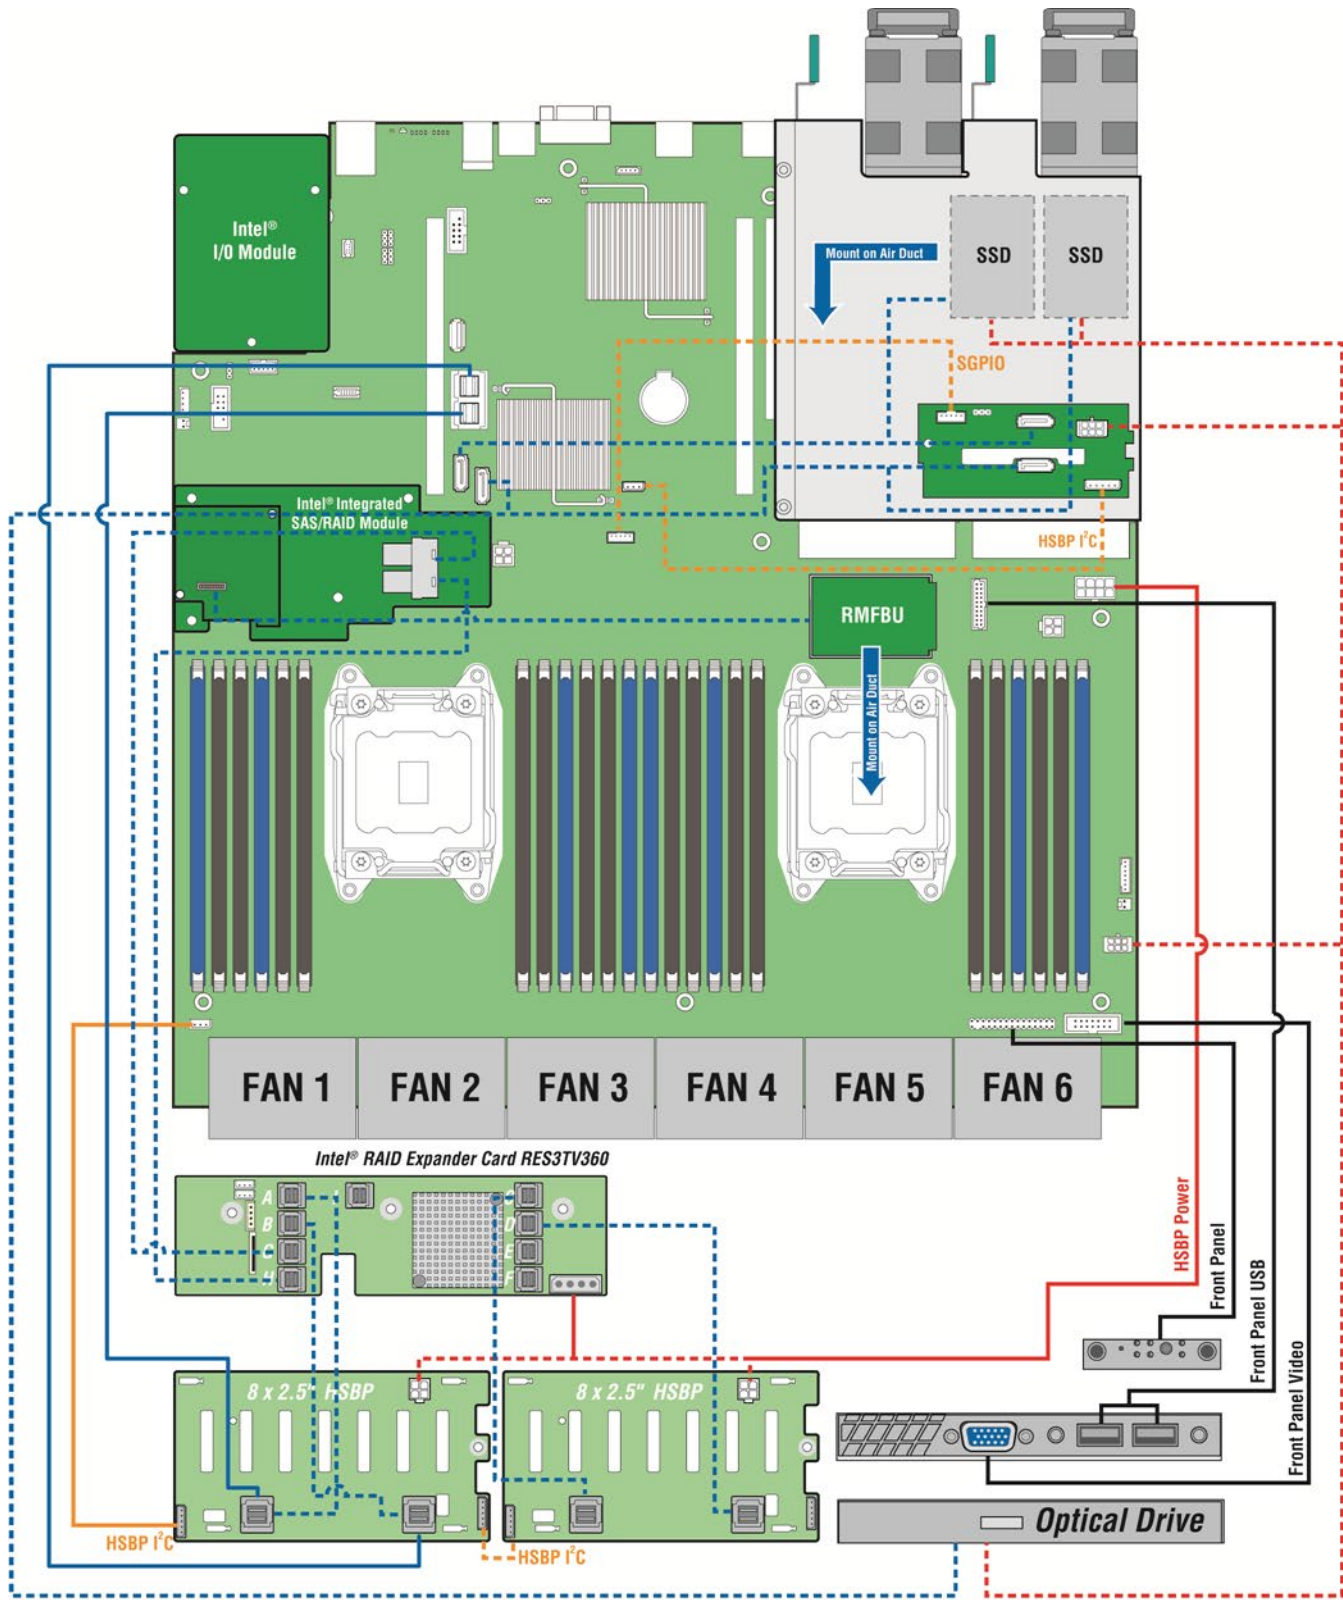 Intel®
I/O Module
Mount on Air Duct
SSD
SSD
SGPIO
Intel® Integrated
SAS/RAID Module
HSBP I²C
RMFBU
Mount on Air Duct
FAN 1
FAN 2
FAN 3
FAN 4
FAN 5
FAN 6
Intel® RAID Expander Card RES3TV360
A
B
C
H
I
G
D
E
F
HSBP Power
Front Panel
Front Panel USB
Front Panel Video
8 x 2.5" HSBP
8 x 2.5" HSBP
HSBP I²C
HSBP I²C
Optical Drive